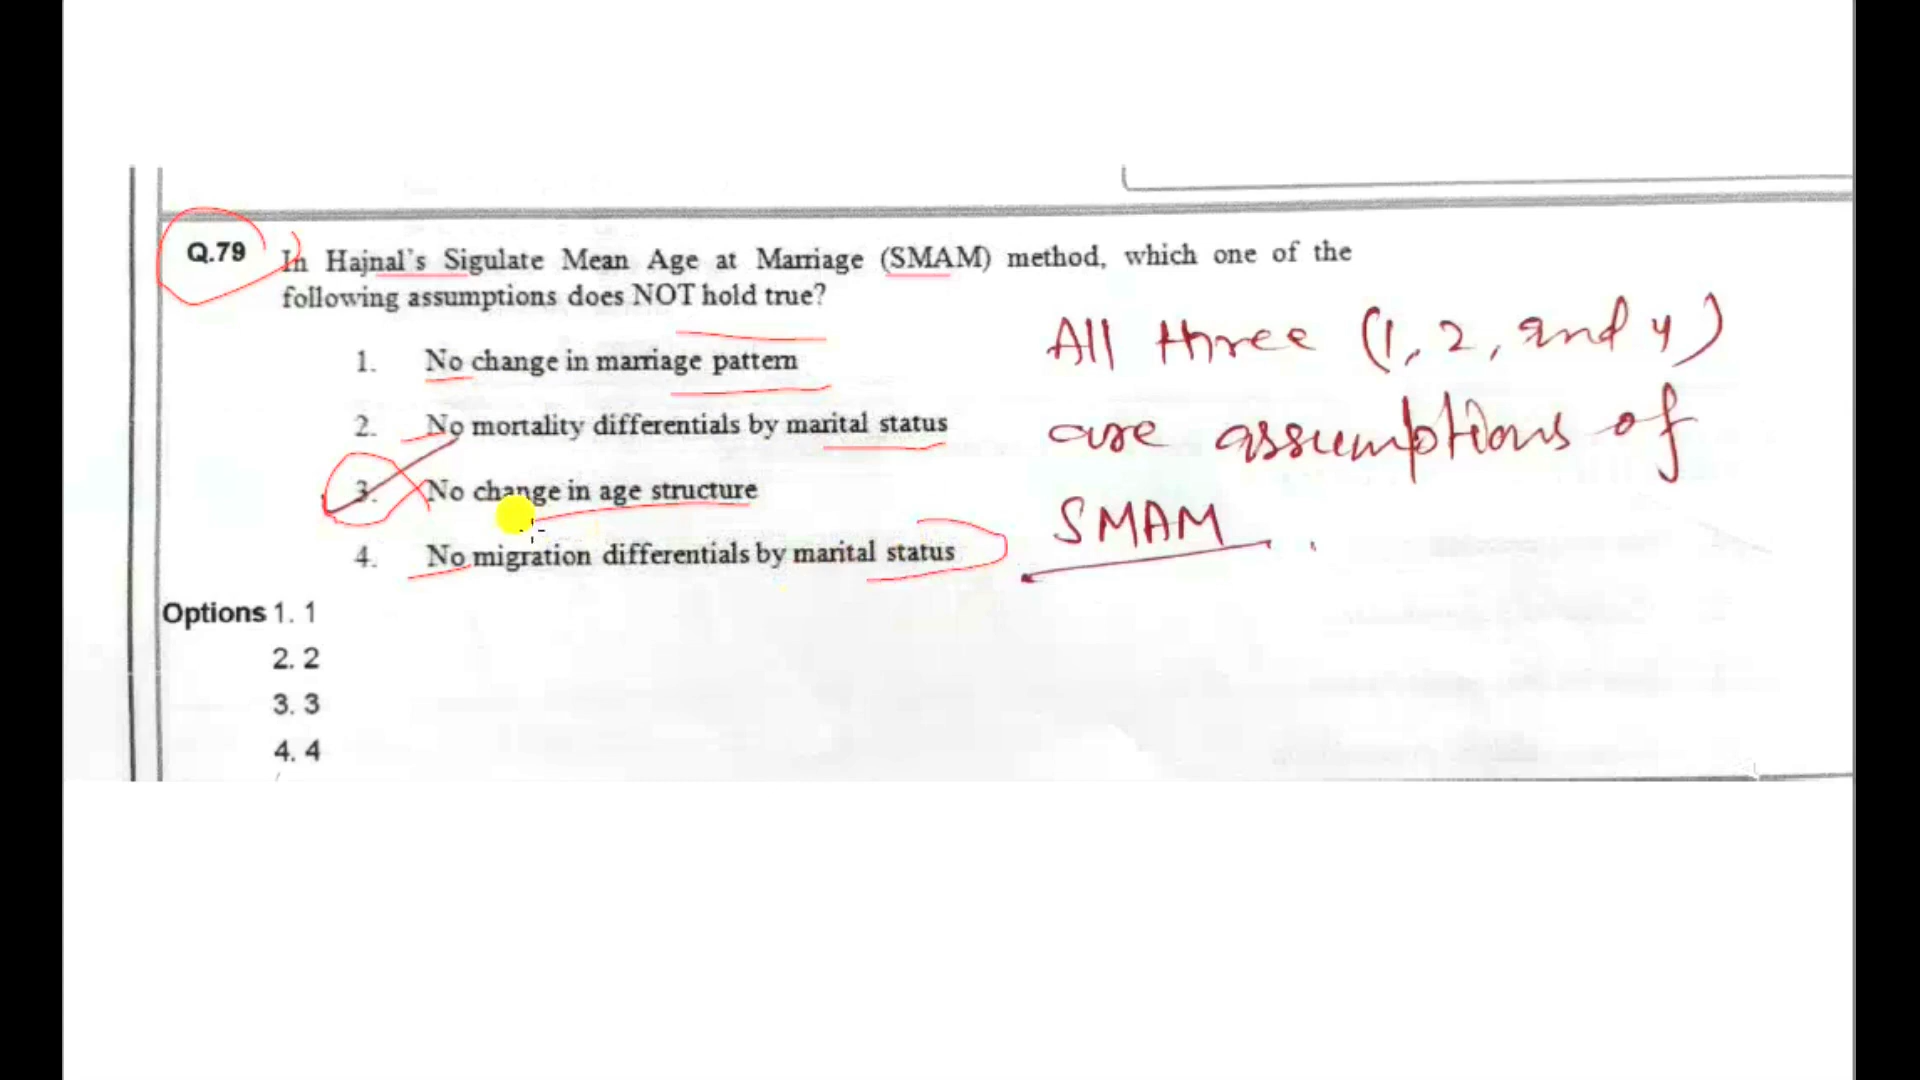 Q.79 In Hajnal's Sigulate Mean Age at Marriage (SMAM) method, which one of the
following assumptions does NOT hold true?
1. No change in marriage pattern
2. No mortality differentials by marital status
3. No change in age structure
4. No migration differentials by marital status
Options 1. 1
2. 2
3. 3
4. 4
All three (1, 2, and 4)
are assumptions of
SMAM